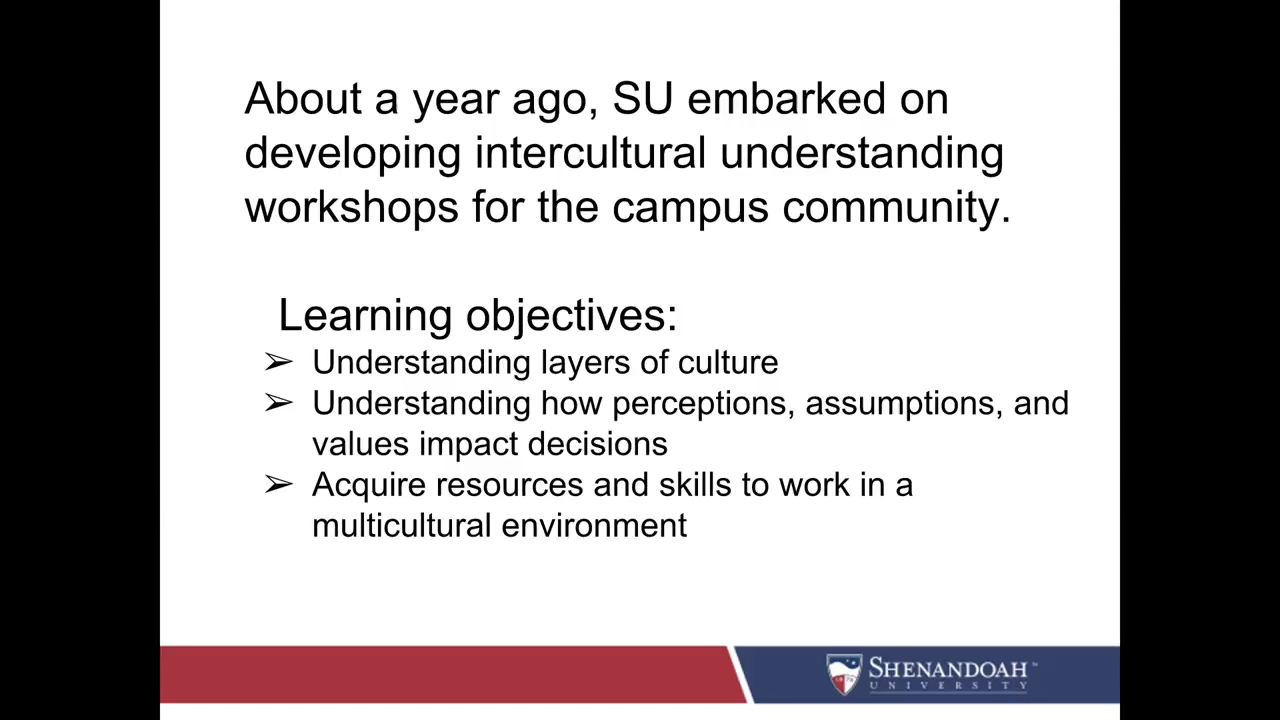 About a year ago, SU embarked on
developing intercultural understanding
workshops for the campus community.
Learning objectives:
➢ Understanding layers of culture
➢ Understanding how perceptions, assumptions, and
values impact decisions
➢ Acquire resources and skills to work in a
multicultural environment
SHENANDOAH
UNIVERSITY